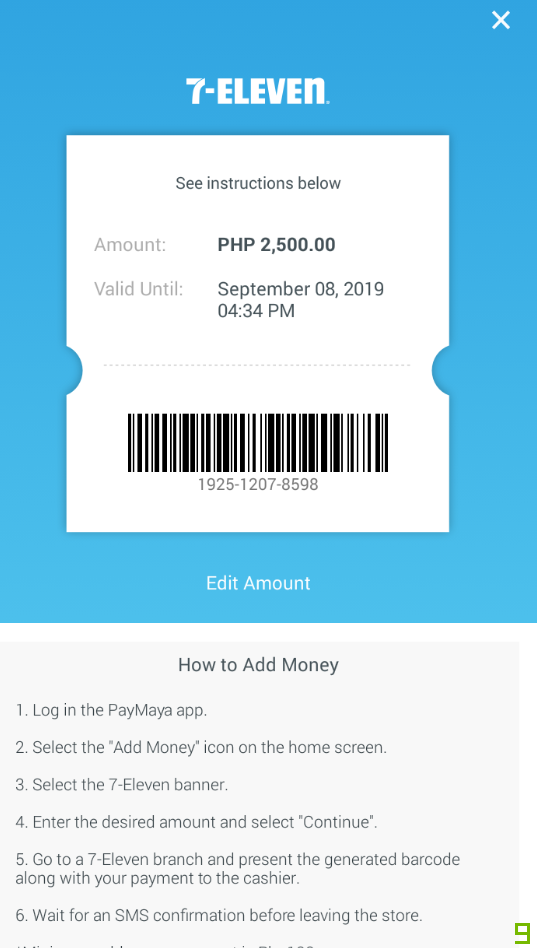 7-ELEVEN
See instructions below
Amount: PHP 2,500.00
Valid Until: September 08, 2019
04:34 PM
1925-1207-8598
Edit Amount
How to Add Money
1. Log in the PayMaya app.
2. Select the "Add Money" icon on the home screen.
3. Select the 7-Eleven banner.
4. Enter the desired amount and select "Continue".
5. Go to a 7-Eleven branch and present the generated barcode
along with your payment to the cashier.
6. Wait for an SMS confirmation before leaving the store.
9